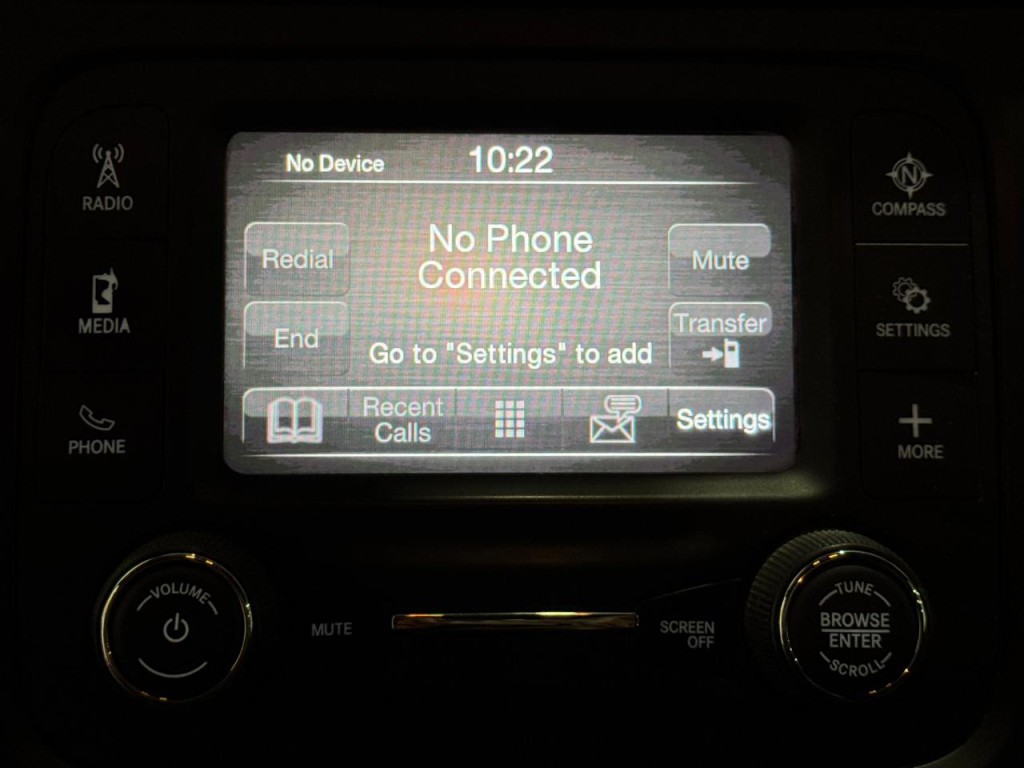 No Device 10:22
RADIO
COMPASS
No Phone
Connected
Redial
Mute
MEDIA
SETTINGS
End
Transfer
Go to "Settings" to add
PHONE
Recent
Calls
Settings
MORE
N
VOLUME
MUTE
SCREEN
OFF
TUNE
BROWSE
ENTER
SCROLL